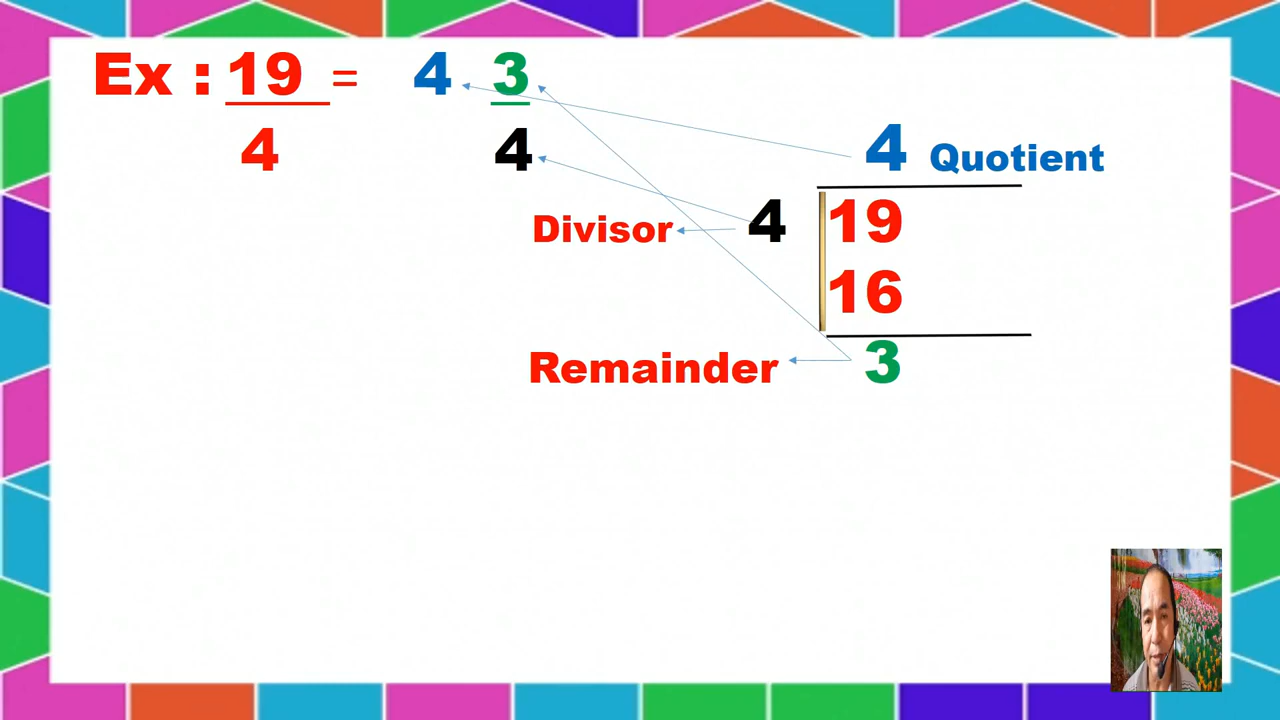 Ex : 19 = 4 3
4 4
4 Quotient
Divisor 4 19
16
Remainder 3